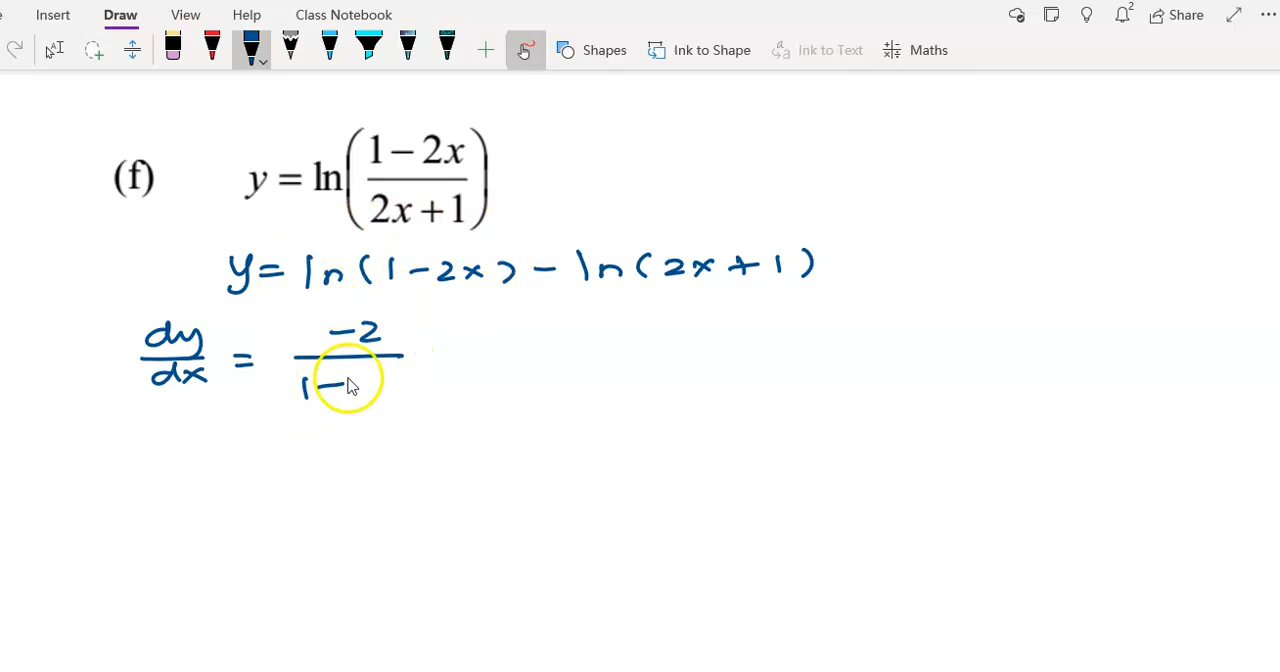 Insert Draw View Help Class Notebook 2 Share
Shapes Ink to Shape Ink to Text Maths
(f) y = ln((1 − 2x)/(2x + 1))
y = ln(1 − 2x) − ln(2x + 1)
dy/dx = −2/(1 −